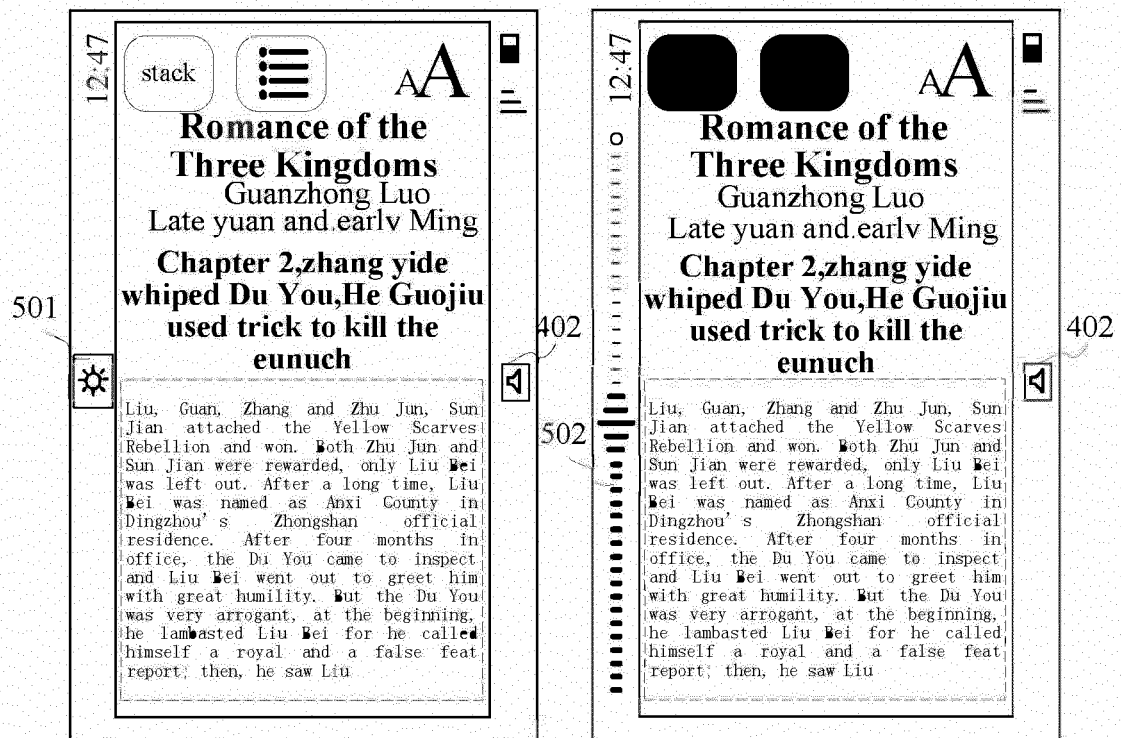 12:47
stack
AA
Romance of the
Three Kingdoms
Guanzhong Luo
Late yuan and.earlv Ming
Chapter 2,zhang yide
whiped Du You,He Guojiu
used trick to kill the
eunuch
501
402
Liu, Guan, Zhang and Zhu Jun, Sun
Jian attached the Yellow Scarves
Rebellion and won. Both Zhu Jun and
Sun Jian were rewarded, only Liu Bei
was left out. After a long time, Liu
Bei was named as Anxi County in
Dingzhou's Zhongshan official
residence. After four months in
office, the Du You came to inspect
and Liu Bei went out to greet him
with great humility. But the Du You
was very arrogant, at the beginning,
he lambasted Liu Bei for he called
himself a royal and a false feat
report; then, he saw Liu
12:47
AA
Romance of the
Three Kingdoms
Guanzhong Luo
Late yuan and.earlv Ming
Chapter 2,zhang yide
whiped Du You,He Guojiu
used trick to kill the
eunuch
402
502
Liu, Guan, Zhang and Zhu Jun, Sun
Jian attached the Yellow Scarves
Rebellion and won. Both Zhu Jun and
Sun Jian were rewarded, only Liu Bei
was left out. After a long time, Liu
Bei was named as Anxi County in
Dingzhou's Zhongshan official
residence. After four months in
office, the Du You came to inspect
and Liu Bei went out to greet him
with great humility. But the Du You
was very arrogant, at the beginning,
he lambasted Liu Bei for he called
himself a royal and a false feat
report; then, he saw Liu